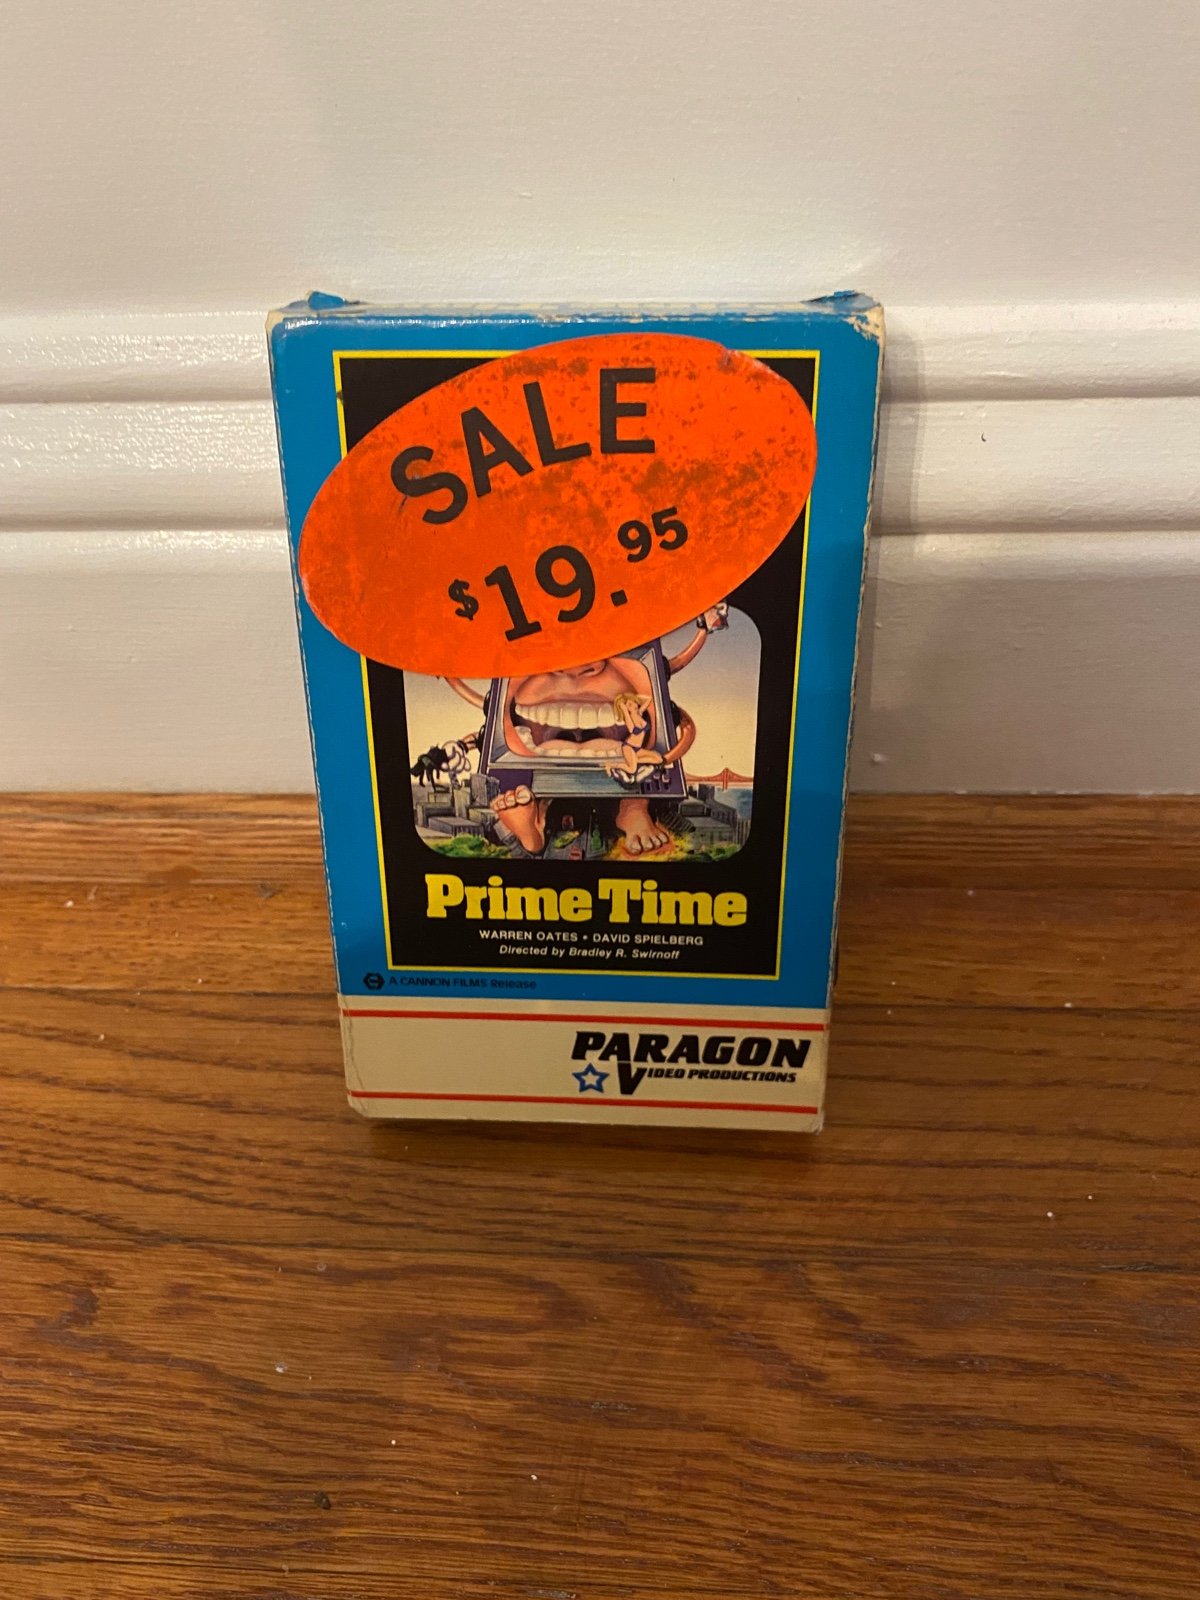 SALE
$19.95
Prime Time
WARREN OATES • DAVID SPIELBERG
Directed by Bradley R. Swirnoff
A CANNON FILMS Release
PARAGON
VIDEO PRODUCTIONS